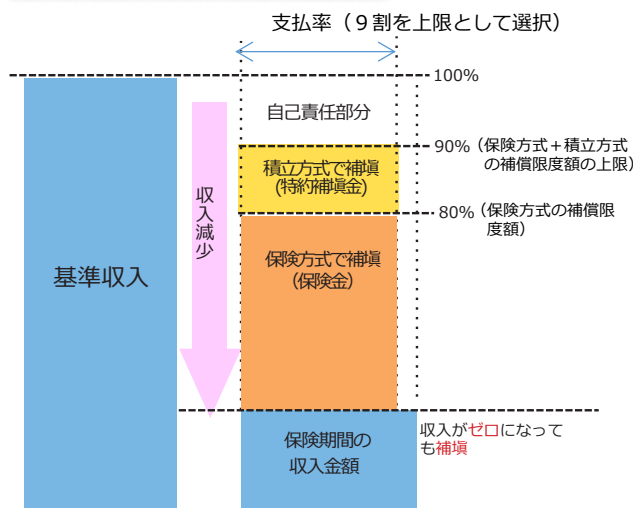 支払率（９割を上限として選択）
100%
自己責任部分
90%（保険方式＋積立方式
の補償限度額の上限）
積立方式で補塡
(特約補塡金)
80%（保険方式の補償限
度額）
収入減少
基準収入
保険方式で補塡
（保険金）
保険期間の
収入金額
収入がゼロになって
も補塡